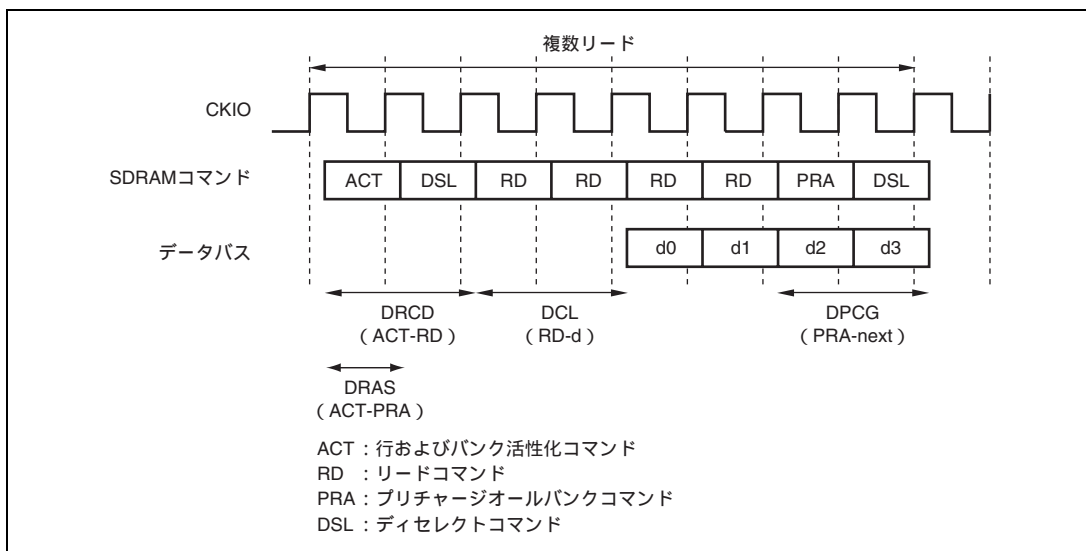 複数リード
CKIO
SDRAMコマンド
ACT DSL RD RD RD RD PRA DSL
データバス
d0 d1 d2 d3
DRCD
（ACT-RD）
DCL
（RD-d）
DPCG
（PRA-next）
DRAS
（ACT-PRA）
ACT：行およびバンク活性化コマンド
RD ：リードコマンド
PRA：プリチャージオールバンクコマンド
DSL：ディセレクトコマンド